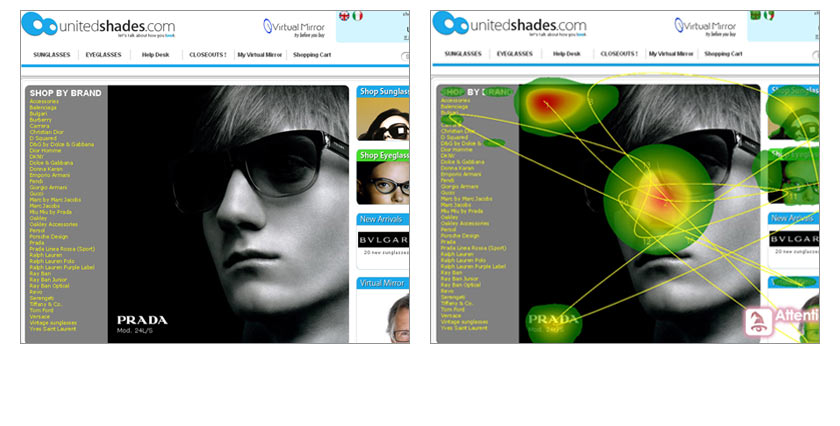 unitedshades.com
let's talk about how you look
Virtual Mirror
try before you buy
SUNGLASSES
EYEGLASSES
Help Desk
CLOSEOUTS !
My Virtual Mirror
Shopping Cart
SHOP BY BRAND
Accessories
Balenciaga
Bulgari
Burberry
Carrera
Christian Dior
D Squared
D&G by Dolce & Gabbana
Dior Homme
DKNY
Dolce & Gabbana
Donna Karan
Emporio Armani
Fendi
Giorgio Armani
Gucci
Marc by Marc Jacobs
Marc Jacobs
Miu Miu by Prada
Oakley
Oakley Accessories
Persol
Porsche Design
Prada
Prada Linea Rossa (Sport)
Ralph Lauren
Ralph Lauren Polo
Ralph Lauren Purple Label
Ray Ban
Ray Ban Junior
Ray Ban Optical
Revo
Serengeti
Tiffany & Co.
Tom Ford
Versace
Vintage sunglasses
Yves Saint Laurent
PRADA
Mod. 24L/S
Shop Sunglas
Shop Eyeglass
New Arrivals
BVLGAR
20 new sunglasses
Virtual Mirror
unitedshades.com
let's talk about how you look
Virtual Mirror
try before you buy
SUNGLASSES
EYEGLASSES
Help Desk
CLOSEOUTS !
My Virtual Mirror
Shopping Cart
SHOP BY BRAND
Accessories
Balenciaga
Bulgari
Christian Dior
D Squared
D&G by Dolce &
Dior Homme
DKNY
Dolce & Gabbana
Donna Karan
Emporio Armani
Fendi
Giorgio Armani
Gucci
Marc by Marc Jacobs
Marc Jacobs
Miu Miu by Prada
Oakley
Oakley Accessories
Persol
Porsche Design
Prada
Prada Linea Rossa (Sport)
Ralph Lauren
Ralph Lauren Polo
Ralph Lauren Purple Label
Ray Ban
Ray Ban Junior
Ray Ban Optical
Revo
Serengeti
Tiffany & Co.
Tom Ford
Versace
Vintage sunglasses
Yves Saint Laurent
PRADA
Shop Sunglas
New Arrivals
BVLGAR
20 new sunglasses
Attenti